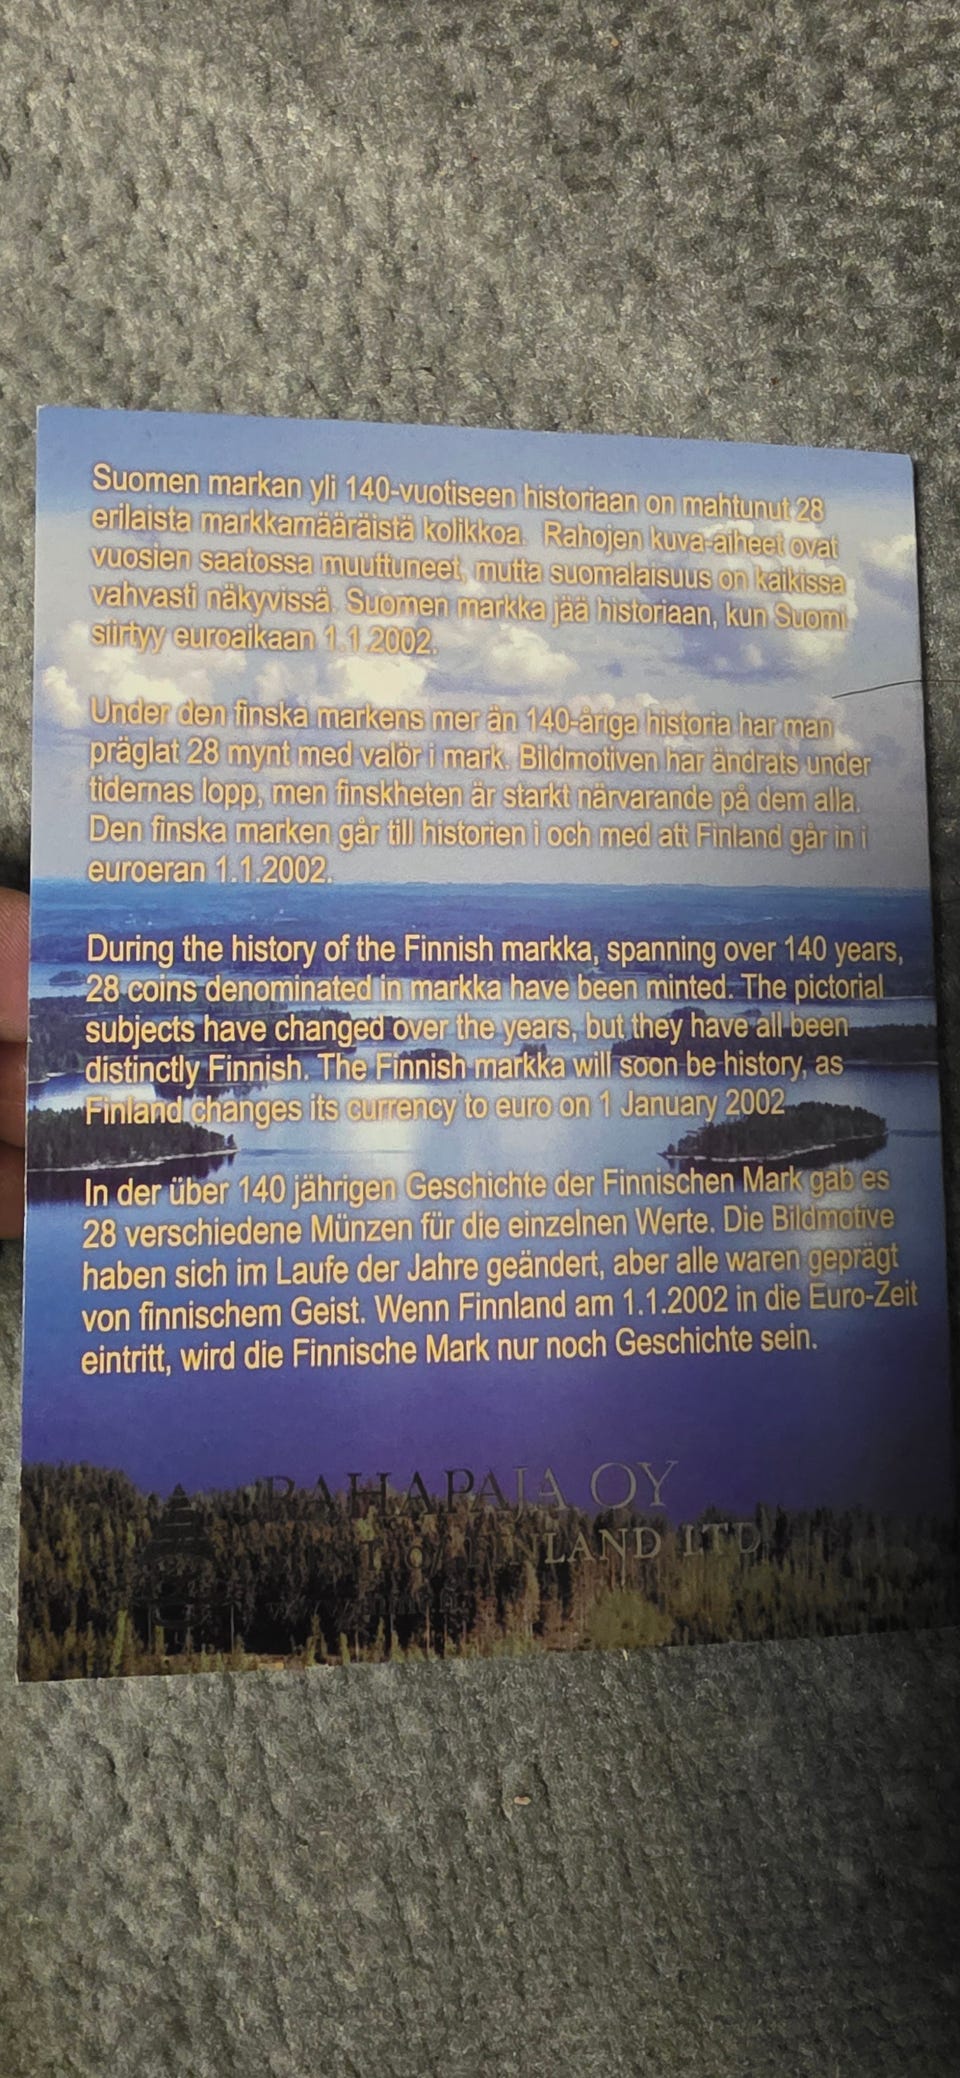 Suomen markan yli 140-vuotiseen historiaan on mahtunut 28
erilaista markkamääräistä kolikkoa. Rahojen kuva-aiheet ovat
vuosien saatossa muuttuneet, mutta suomalaisuus on kaikissa
vahvasti näkyvissä. Suomen markka jää historiaan, kun Suomi
siirtyy euroaikaan 1.1.2002.
Under den finska markens mer än 140-åriga historia har man
präglat 28 mynt med valör i mark. Bildmotiven har ändrats under
tidernas lopp, men finskheten är starkt närvarande på dem alla.
Den finska marken går till historien i och med att Finland går in i
euroeran 1.1.2002.
During the history of the Finnish markka, spanning over 140 years,
28 coins denominated in markka have been minted. The pictorial
subjects have changed over the years, but they have all been
distinctly Finnish. The Finnish markka will soon be history, as
Finland changes its currency to euro on 1 January 2002
In der über 140 jährigen Geschichte der Finnischen Mark gab es
28 verschiedene Münzen für die einzelnen Werte. Die Bildmotive
haben sich im Laufe der Jahre geändert, aber alle waren geprägt
von finnischem Geist. Wenn Finnland am 1.1.2002 in die Euro-Zeit
eintritt, wird die Finnische Mark nur noch Geschichte sein.
RAHAPAJA OY
MINT of FINLAND LTD